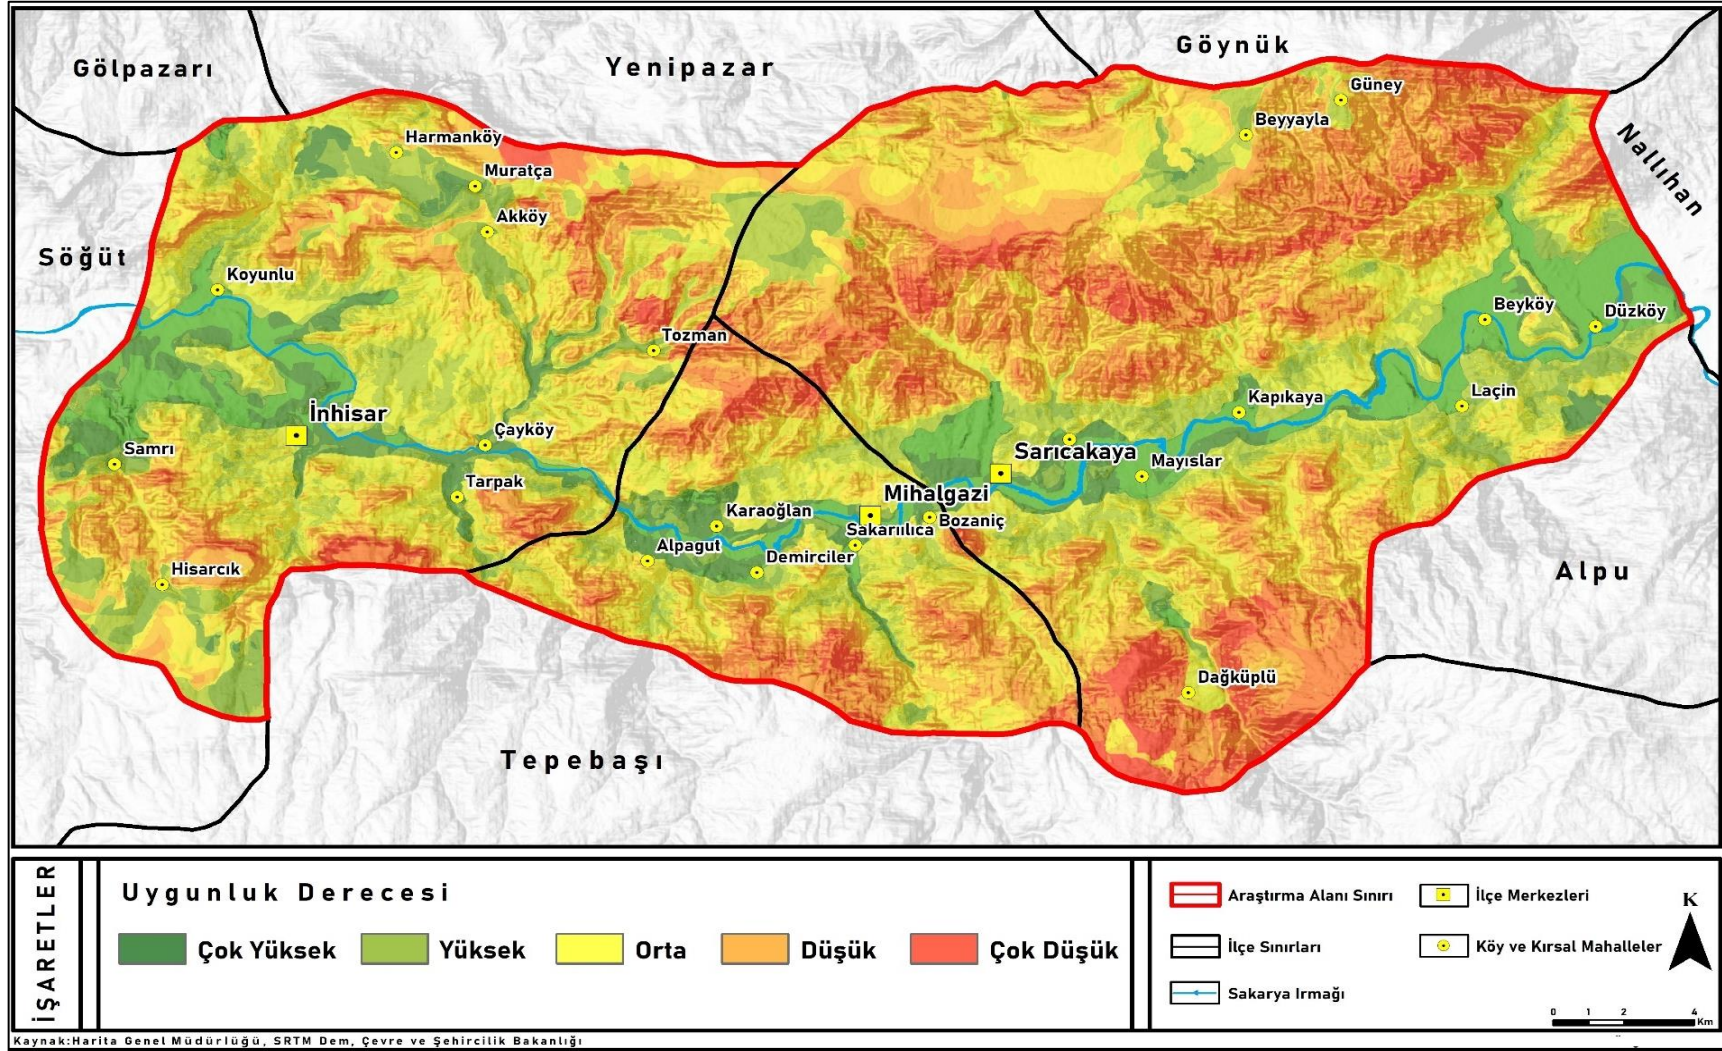 Göynük
Yenipazar
Gölpazarı
Güney
Beyyayla
Harmanköy
Nallıhan
Muratça
Akköy
Söğüt
Koyunlu
Beyköy
Düzköy
Tozman
Laçin
Kapıkaya
İnhisar
Çayköy
Sarıcakaya
Samrı
Mayıslar
Tarpak
Mihalgazi
Karaoğlan
Bozaniç
Sakarıılıca
Alpagut
Demirciler
Hisarcık
Alpu
Dağküplü
Tepebaşı
İŞARETLER
Uygunluk Derecesi
Çok Yüksek Yüksek Orta Düşük Çok Düşük
Araştırma Alanı Sınırı İlçe Merkezleri
K
İlçe Sınırları Köy ve Kırsal Mahalleler
Sakarya Irmağı
0 1 2 4
Km
Kaynak:Harita Genel Müdürlüğü, SRTM Dem, Çevre ve Şehircilik Bakanlığı